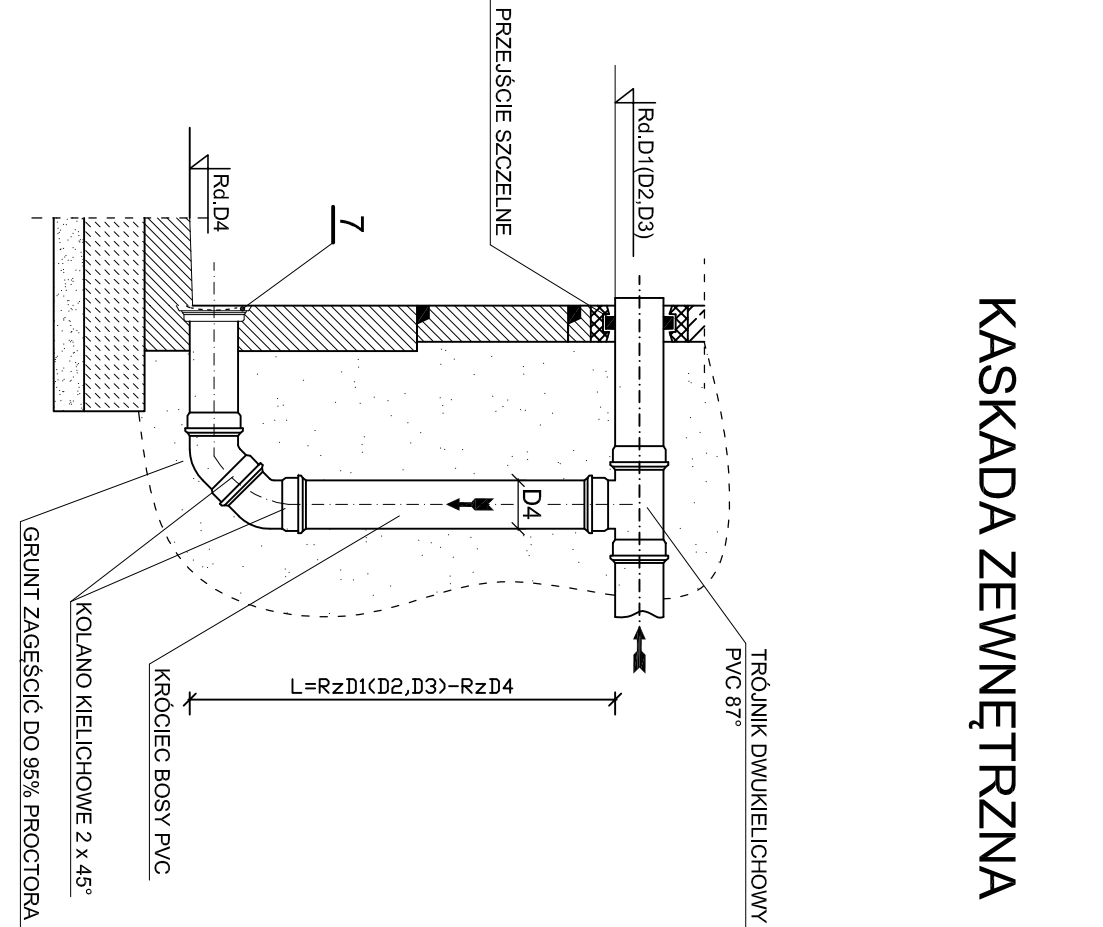 KASKADA ZEWNĘTRZNA
TRÓJNIK DWUKIELICHOWY
PVC 87°
Rd.D1(D2,D3)
PRZEJŚCIE SZCZELNE
D4
7
Rd.D4
L=RzD1(D2,D3)-RzD4
KRÓCIEC BOSY PVC
KOLANO KIELICHOWE 2 x 45°
GRUNT ZAGĘŚCIĆ DO 95% PROCTORA